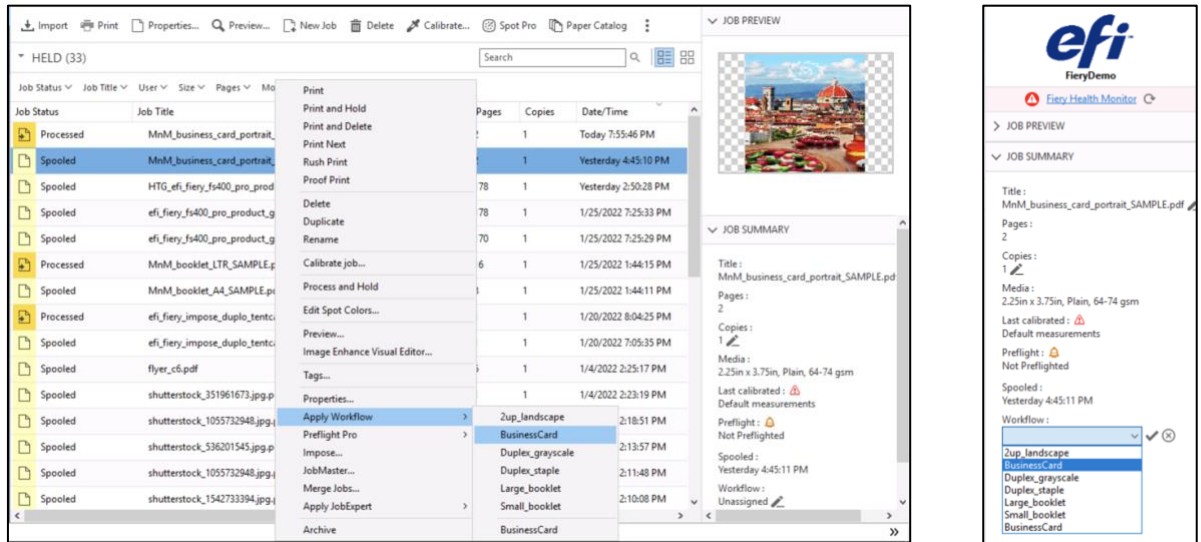 Import Print Properties... Preview... New Job Delete Calibrate... Spot Pro Paper Catalog
HELD (33)
Search
Job Status Job Title User Size Pages Mo
Job Status Job Title Pages Copies Date/Time
Processed MnM_business_card_portrait_ 2 1 Today 7:55:46 PM
Spooled MnM_business_card_portrait_ 2 1 Yesterday 4:45:10 PM
Spooled HTG_efi_fiery_fs400_pro_prod 78 1 Yesterday 2:50:28 PM
Spooled efi_fiery_fs400_pro_product_g 78 1 1/25/2022 7:25:33 PM
Spooled efi_fiery_fs400_pro_product_g 70 1 1/25/2022 7:25:29 PM
Processed MnM_booklet_LTR_SAMPLE.p 6 1 1/25/2022 1:44:15 PM
Spooled MnM_booklet_A4_SAMPLE.pd 1 1/25/2022 1:44:11 PM
Processed efi_fiery_impose_duplo_tentca 1 1/20/2022 8:04:25 PM
Spooled efi_fiery_impose_duplo_tentca 1 1/20/2022 7:05:35 PM
Spooled flyer_c6.pdf 1 1/4/2022 2:25:17 PM
Spooled shutterstock_351961673.jpg.p 1 1/4/2022 2:23:19 PM
Spooled shutterstock_1055732948.jpg. 2:18:51 PM
Spooled shutterstock_536201545.jpg.p 2:13:57 PM
Spooled shutterstock_1055732948.jpg. 2:11:48 PM
Spooled shutterstock_1542733394.jpg. 2:10:08 PM
Print
Print and Hold
Print and Delete
Print Next
Rush Print
Proof Print
Delete
Duplicate
Rename
Calibrate job...
Process and Hold
Edit Spot Colors...
Preview...
Image Enhance Visual Editor...
Tags...
Properties...
Apply Workflow
Preflight Pro
Impose...
JobMaster...
Merge Jobs...
Apply JobExpert
Archive
2up_landscape
BusinessCard
Duplex_grayscale
Duplex_staple
Large_booklet
Small_booklet
BusinessCard
JOB PREVIEW
JOB SUMMARY
Title :
MnM_business_card_portrait_SAMPLE.pd
Pages :
2
Copies :
1
Media :
2.25in x 3.75in, Plain, 64-74 gsm
Last calibrated :
Default measurements
Preflight :
Not Preflighted
Spooled :
Yesterday 4:45:11 PM
Workflow :
Unassigned
efi
FieryDemo
Fiery Health Monitor
JOB PREVIEW
JOB SUMMARY
Title :
MnM_business_card_portrait_SAMPLE.pdf
Pages :
2
Copies :
1
Media :
2.25in x 3.75in, Plain, 64-74 gsm
Last calibrated :
Default measurements
Preflight :
Not Preflighted
Spooled :
Yesterday 4:45:11 PM
Workflow :
2up_landscape
BusinessCard
Duplex_grayscale
Duplex_staple
Large_booklet
Small_booklet
BusinessCard